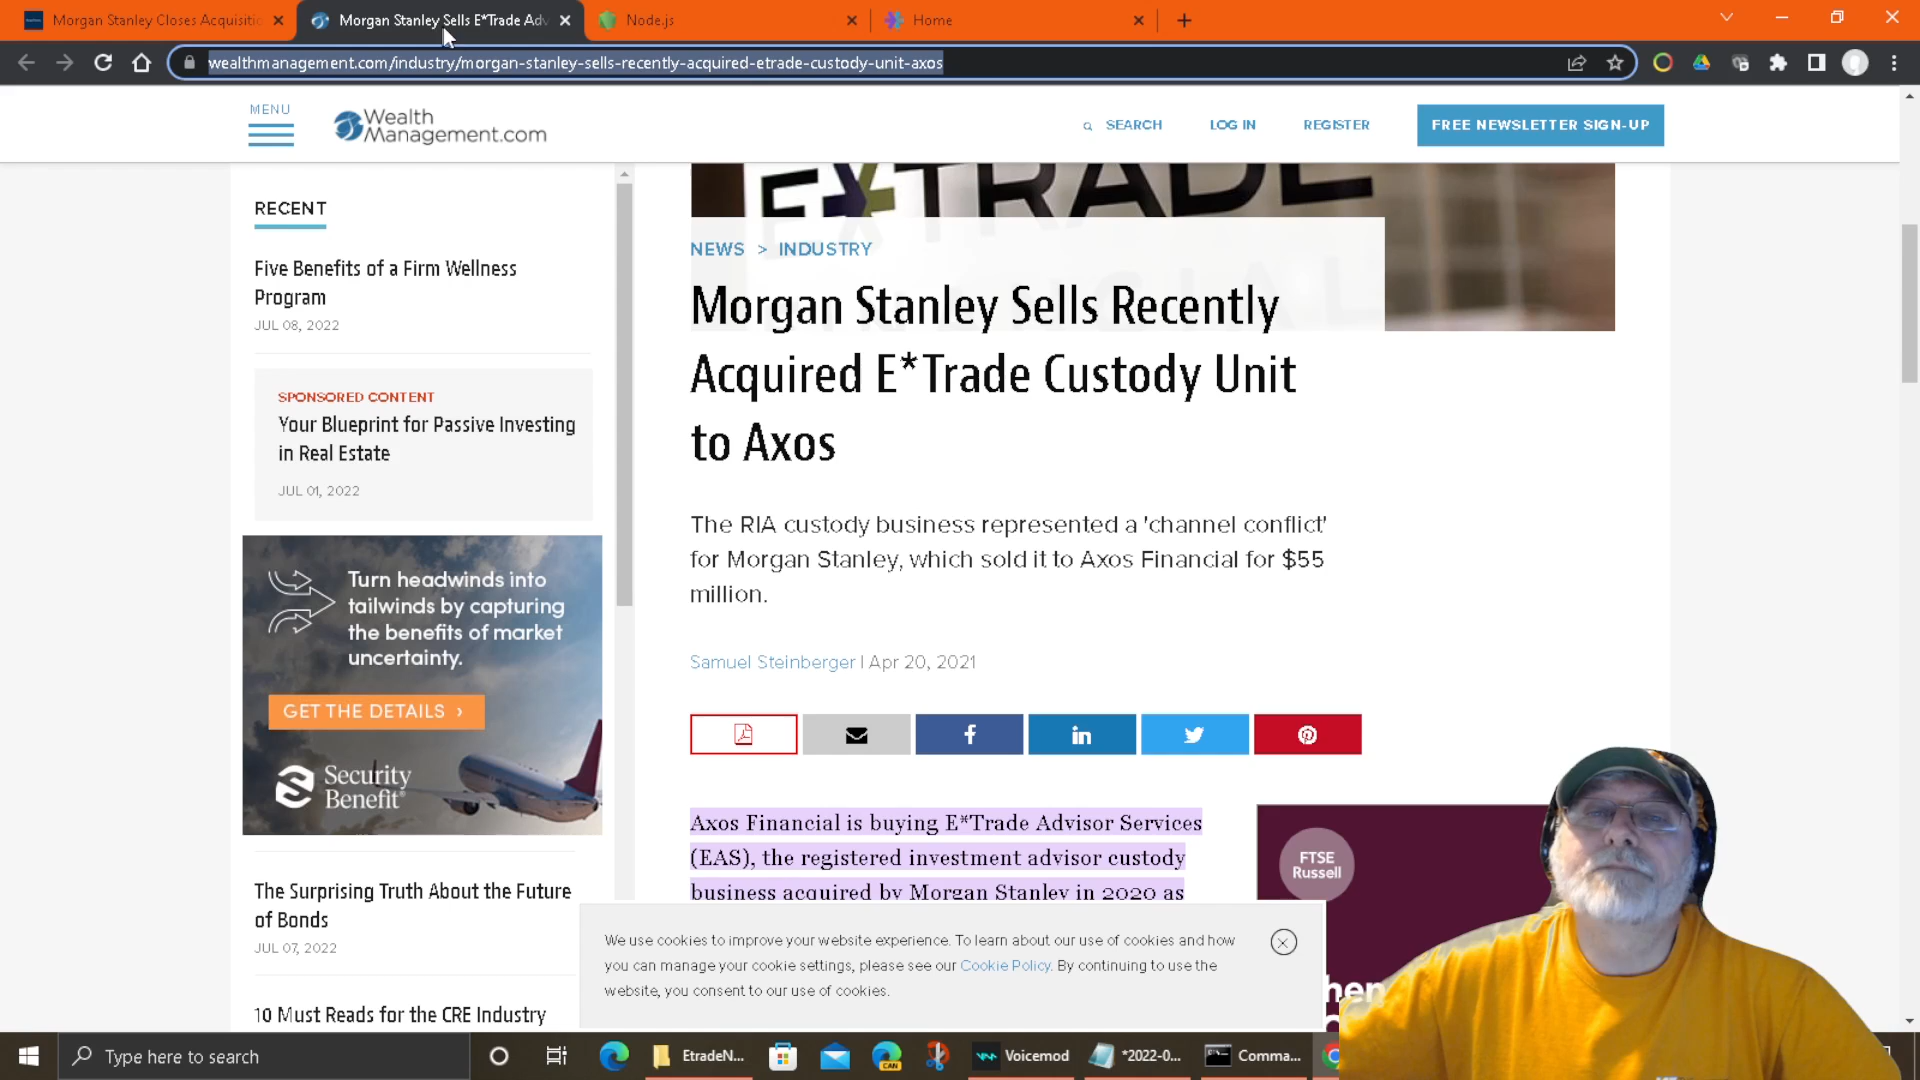 Morgan Stanley Closes Acquisitio
Morgan Stanley Sells E*Trade Adv
Node.js
Home
wealthmanagement.com/industry/morgan-stanley-sells-recently-acquired-etrade-custody-unit-axos
MENU
Wealth
Management.com
SEARCH
LOG IN
REGISTER
FREE NEWSLETTER SIGN-UP
RECENT
Five Benefits of a Firm Wellness
Program
JUL 08, 2022
SPONSORED CONTENT
Your Blueprint for Passive Investing
in Real Estate
JUL 01, 2022
Turn headwinds into
tailwinds by capturing
the benefits of market
uncertainty.
GET THE DETAILS ›
Security
Benefit®
The Surprising Truth About the Future
of Bonds
JUL 07, 2022
10 Must Reads for the CRE Industry
E*TRADE
NEWS > INDUSTRY
Morgan Stanley Sells Recently
Acquired E*Trade Custody Unit
to Axos
The RIA custody business represented a 'channel conflict'
for Morgan Stanley, which sold it to Axos Financial for $55
million.
Samuel Steinberger | Apr 20, 2021
Axos Financial is buying E*Trade Advisor Services
(EAS), the registered investment advisor custody
business acquired by Morgan Stanley in 2020 as
FTSE
Russell
We use cookies to improve your website experience. To learn about our use of cookies and how
you can manage your cookie settings, please see our Cookie Policy. By continuing to use the
website, you consent to our use of cookies.
Type here to search
EtradeN...
CAN
Voicemod
*2022-0...
Comma...